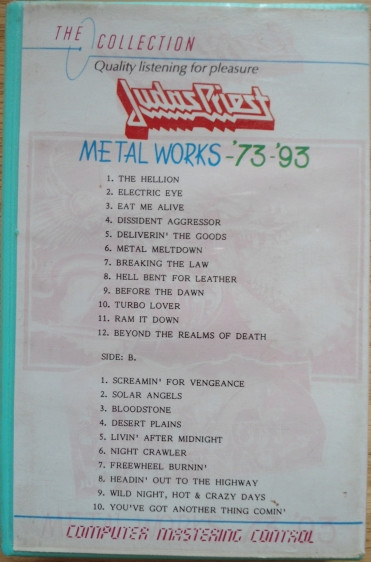 THE COLLECTION
Quality listening for pleasure
Judas Priest
METAL WORKS - '73-'93
1. THE HELLION
2. ELECTRIC EYE
3. EAT ME ALIVE
4. DISSIDENT AGGRESSOR
5. DELIVERIN' THE GOODS
6. METAL MELTDOWN
7. BREAKING THE LAW
8. HELL BENT FOR LEATHER
9. BEFORE THE DAWN
10. TURBO LOVER
11. RAM IT DOWN
12. BEYOND THE REALMS OF DEATH
SIDE: B.
1. SCREAMIN' FOR VENGEANCE
2. SOLAR ANGELS
3. BLOODSTONE
4. DESERT PLAINS
5. LIVIN' AFTER MIDNIGHT
6. NIGHT CRAWLER
7. FREEWHEEL BURNIN'
8. HEADIN' OUT TO THE HIGHWAY
9. WILD NIGHT, HOT & CRAZY DAYS
10. YOU'VE GOT ANOTHER THING COMIN'
COMPUTER MASTERING CONTROL